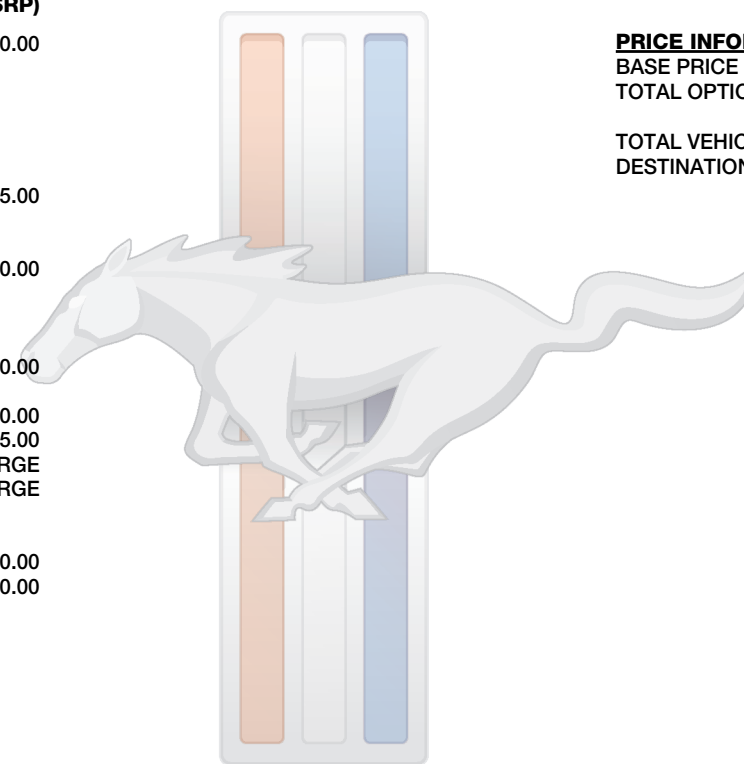 SRP)
0.00
5.00
0.00
0.00
0.00
5.00
RGE
RGE
0.00
0.00
PRICE INFO
BASE PRICE
TOTAL OPTIO
TOTAL VEHIC
DESTINATION